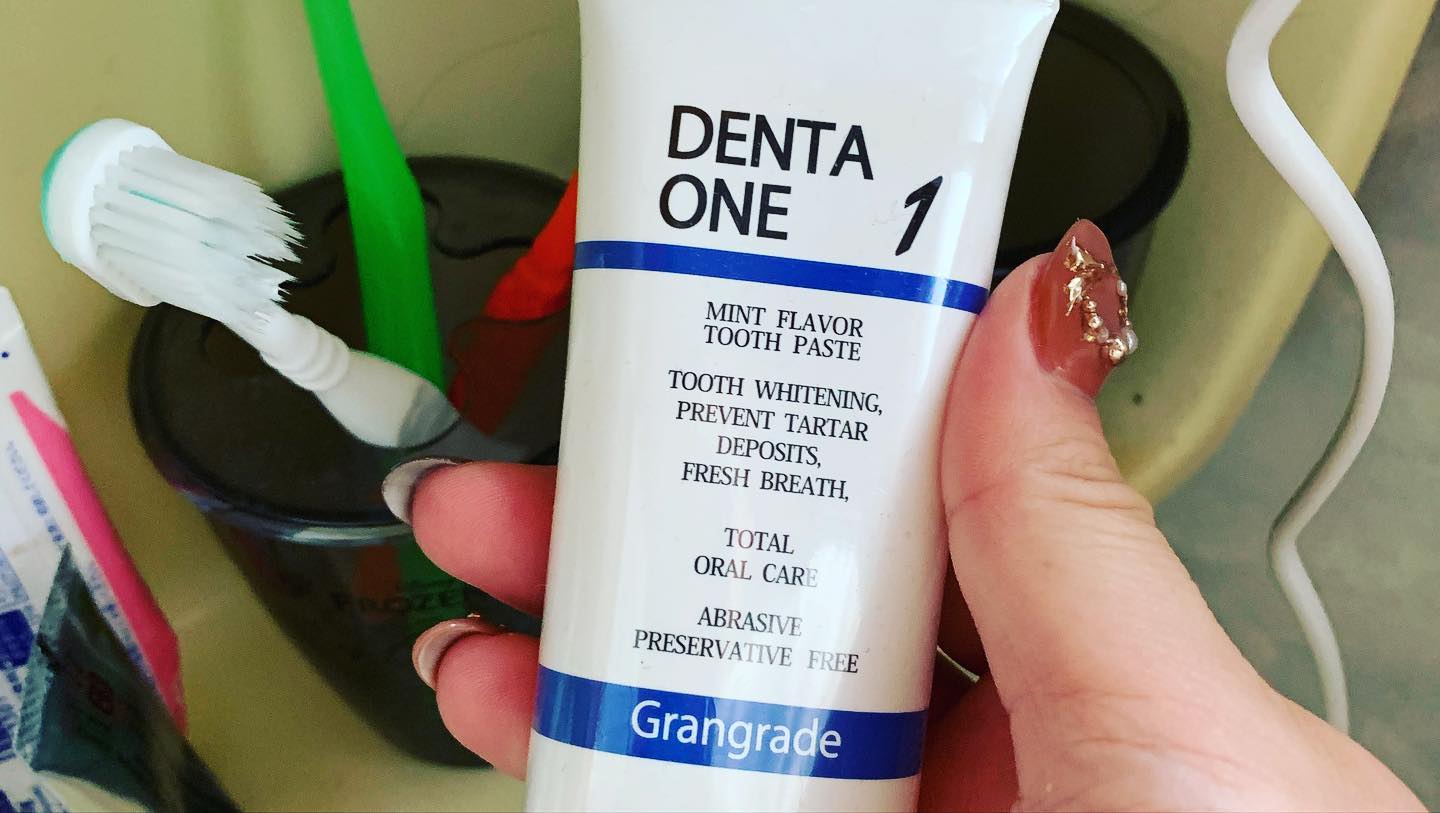 DENTA
ONE 1
MINT FLAVOR
TOOTH PASTE
TOOTH WHITENING,
PREVENT TARTAR
DEPOSITS,
FRESH BREATH,
TOTAL
ORAL CARE
ABRASIVE
PRESERVATIVE FREE
Grangrade